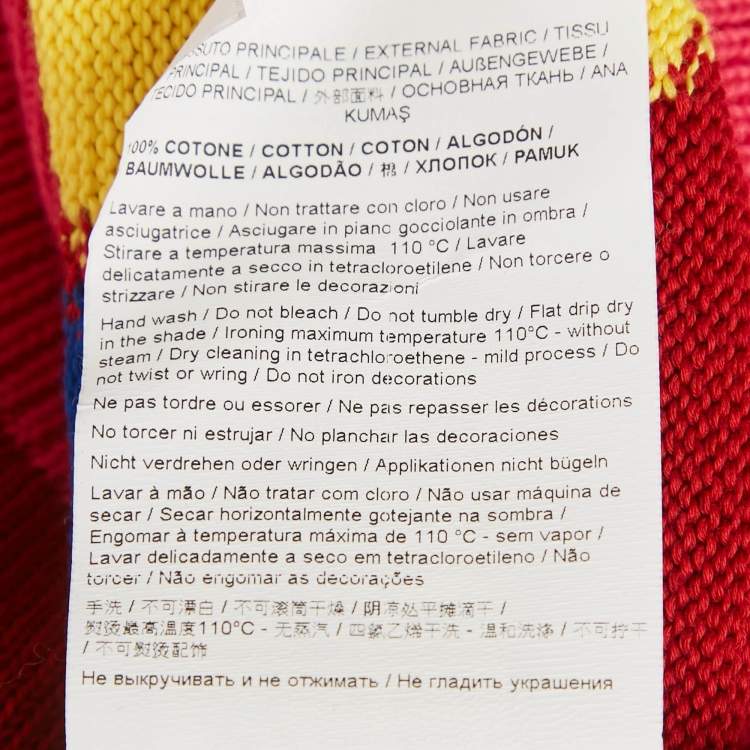 SSUTO PRINCIPALE / EXTERNAL FABRIC / TISSU
PRINCIPAL / TEJIDO PRINCIPAL / AUßENGEWEBE /
TECIDO PRINCIPAL / 外部面料 / ОСНОВНАЯ ТКАНЬ / ANA
KUMAŞ
100% COTONE / COTTON / COTON / ALGODÓN /
BAUMWOLLE / ALGODÃO / 棉 / ХЛОПОК / PAMUK
Lavare a mano / Non trattare con cloro / Non usare
asciugatrice / Asciugare in piano gocciolante in ombra /
Stirare a temperatura massima 110 °C / Lavare
delicatamente a secco in tetracloroetilene / Non torcere o
strizzare / Non stirare le decorazioni
Hand wash / Do not bleach / Do not tumble dry / Flat drip dry
in the shade / Ironing maximum temperature 110°C - without
steam / Dry cleaning in tetrachloroethene - mild process / Do
not twist or wring / Do not iron decorations
Ne pas tordre ou essorer / Ne pas repasser les décorations
No torcer ni estrujar / No planchar las decoraciones
Nicht verdrehen oder wringen / Applikationen nicht bügeln
Lavar à mão / Não tratar com cloro / Não usar máquina de
secar / Secar horizontalmente gotejante na sombra /
Engomar à temperatura máxima de 110 °C - sem vapor /
Lavar delicadamente a seco em tetracloroetileno / Não
torcer / Não engomar as decorações
手洗 / 不可漂白 / 不可滚筒干燥 / 阴凉处平摊滴干 /
熨烫最高温度110°C - 无蒸汽 / 四氯乙烯干洗 - 温和洗涤 / 不可拧干
/ 不可熨烫配饰
Не выкручивать и не отжимать / Не гладить украшения